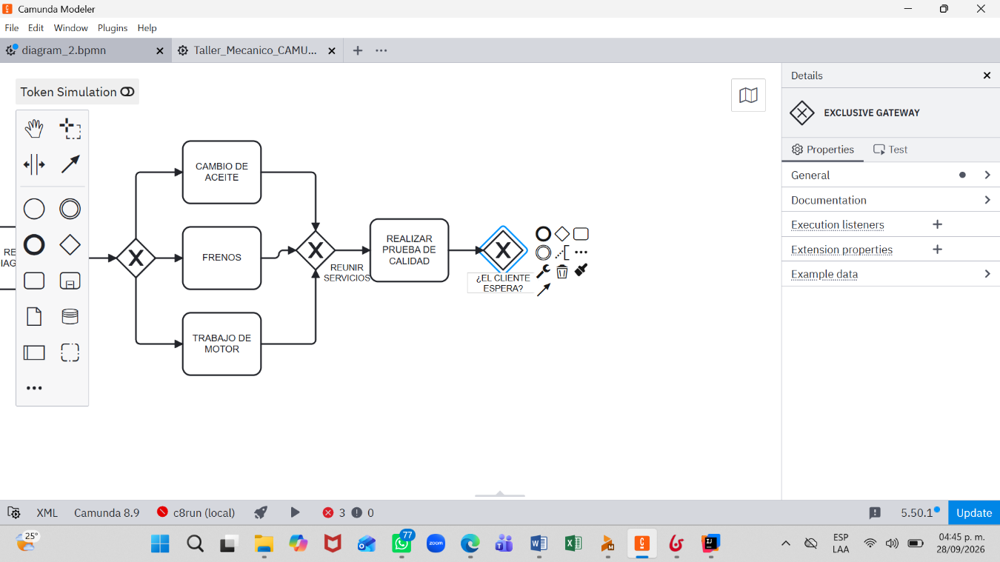 Camunda Modeler
File Edit Window Plugins Help
diagram_2.bpmn
Taller_Mecanico_CAMU...
Token Simulation
Details
EXCLUSIVE GATEWAY
Properties
Test
General
Documentation
Execution listeners
Extension properties
Example data
RE
IAG
CAMBIO DE
ACEITE
FRENOS
TRABAJO DE
MOTOR
REUNIR
SERVICIOS
REALIZAR
PRUEBA DE
CALIDAD
¿EL CLIENTE
ESPERA?
XML Camunda 8.9 c8run (local) 3 0 5.50.1 Update
25°
77
zoom
ESP
LAA
04:45 p. m.
28/09/2026